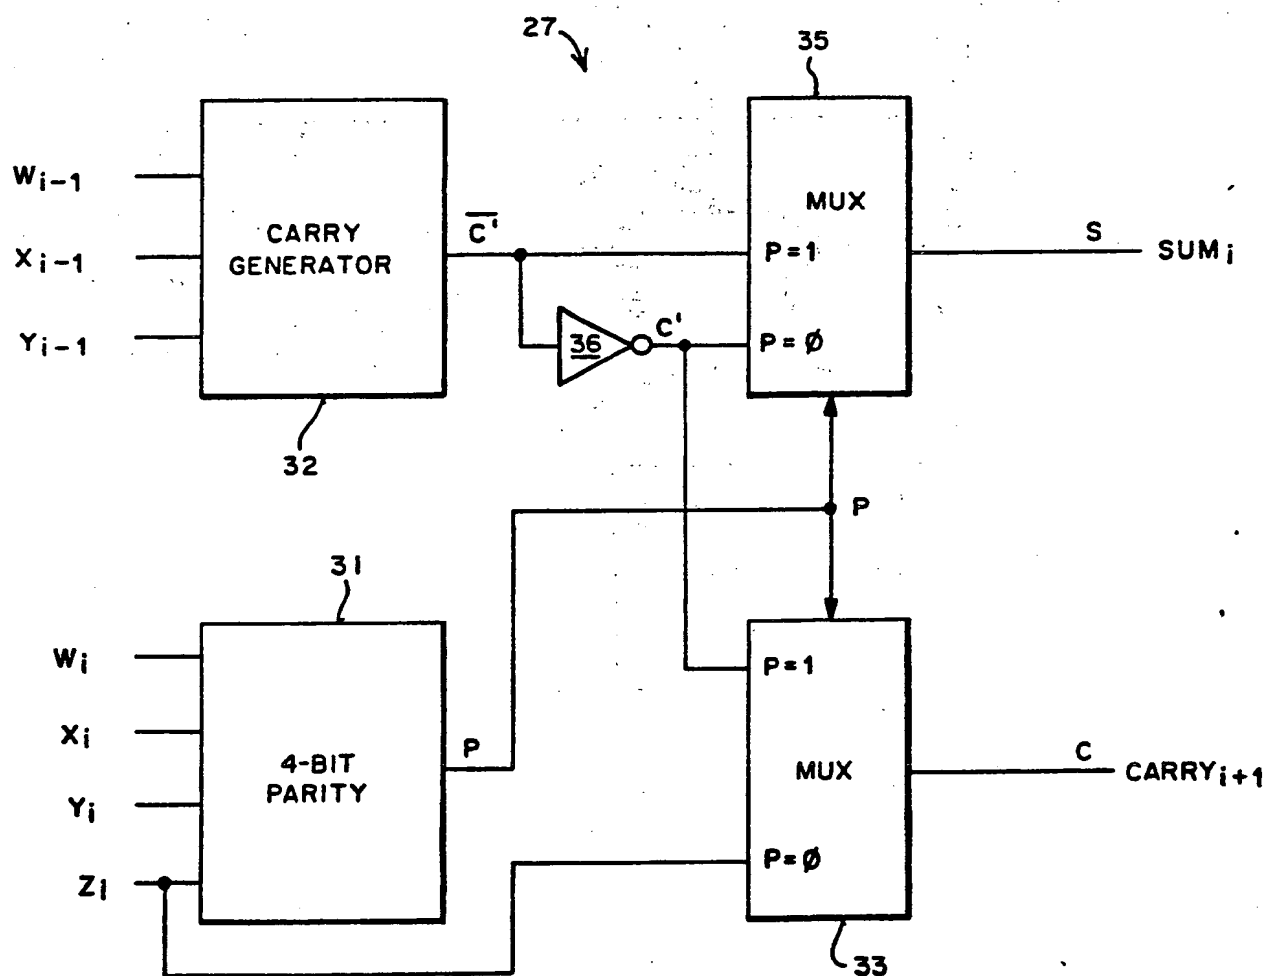 27
35
W i-1
X i-1
Y i-1
CARRY
GENERATOR
C̅'̅
MUX
P=1
P=Ø
S
SUM i
36
C'
32
P
31
W i
X i
Y i
Z i
4-BIT
PARITY
P
P=1
MUX
P=Ø
C
CARRY i+1
33